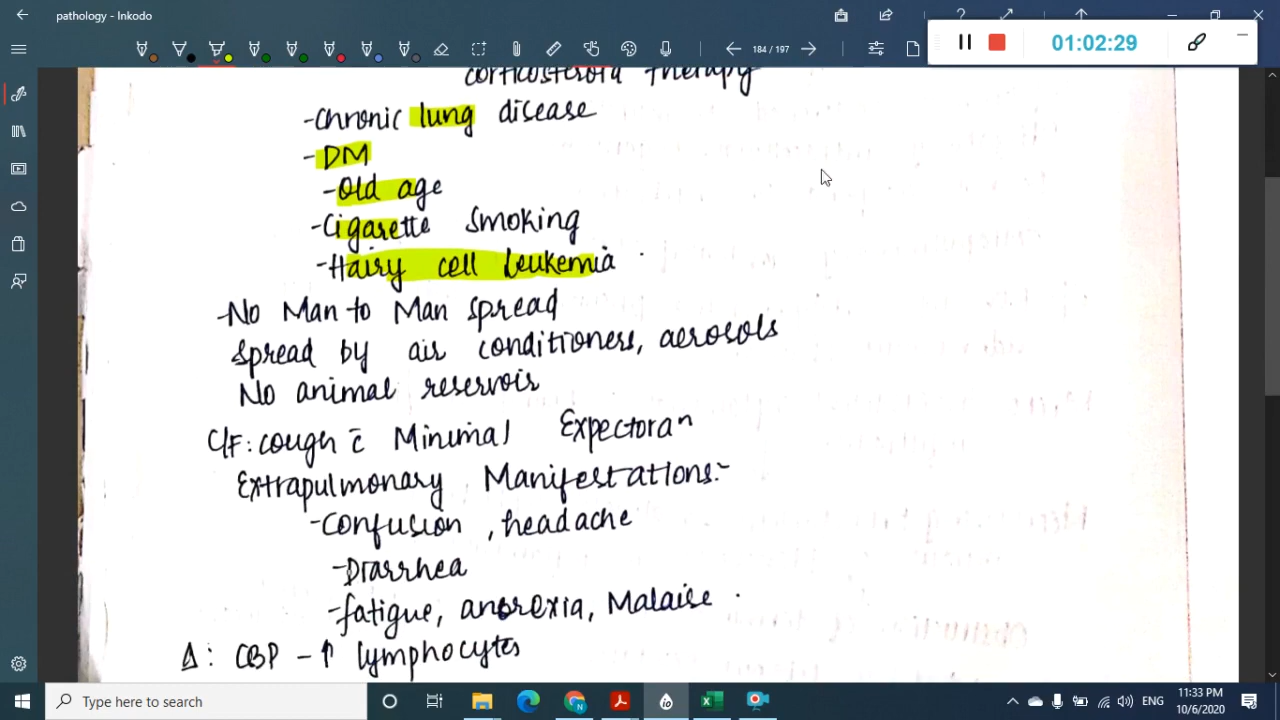 pathology - Inkodo
184 / 197
01:02:29
corticosteroid therapy
-Chronic lung disease
-DM
-Old age
-Cigarette smoking
-Hairy cell leukemia
-No Man to Man spread
Spread by air conditioners, aerosols
No animal reservoir
C/F: cough c̄ Minimal Expectoraⁿ
Extrapulmonary Manifestations:-
-Confusion, headache
-Diarrhea
-fatigue, anorexia, Malaise.
Δ: CBP - ↑ lymphocytes
Type here to search
ENG
11:33 PM
10/6/2020